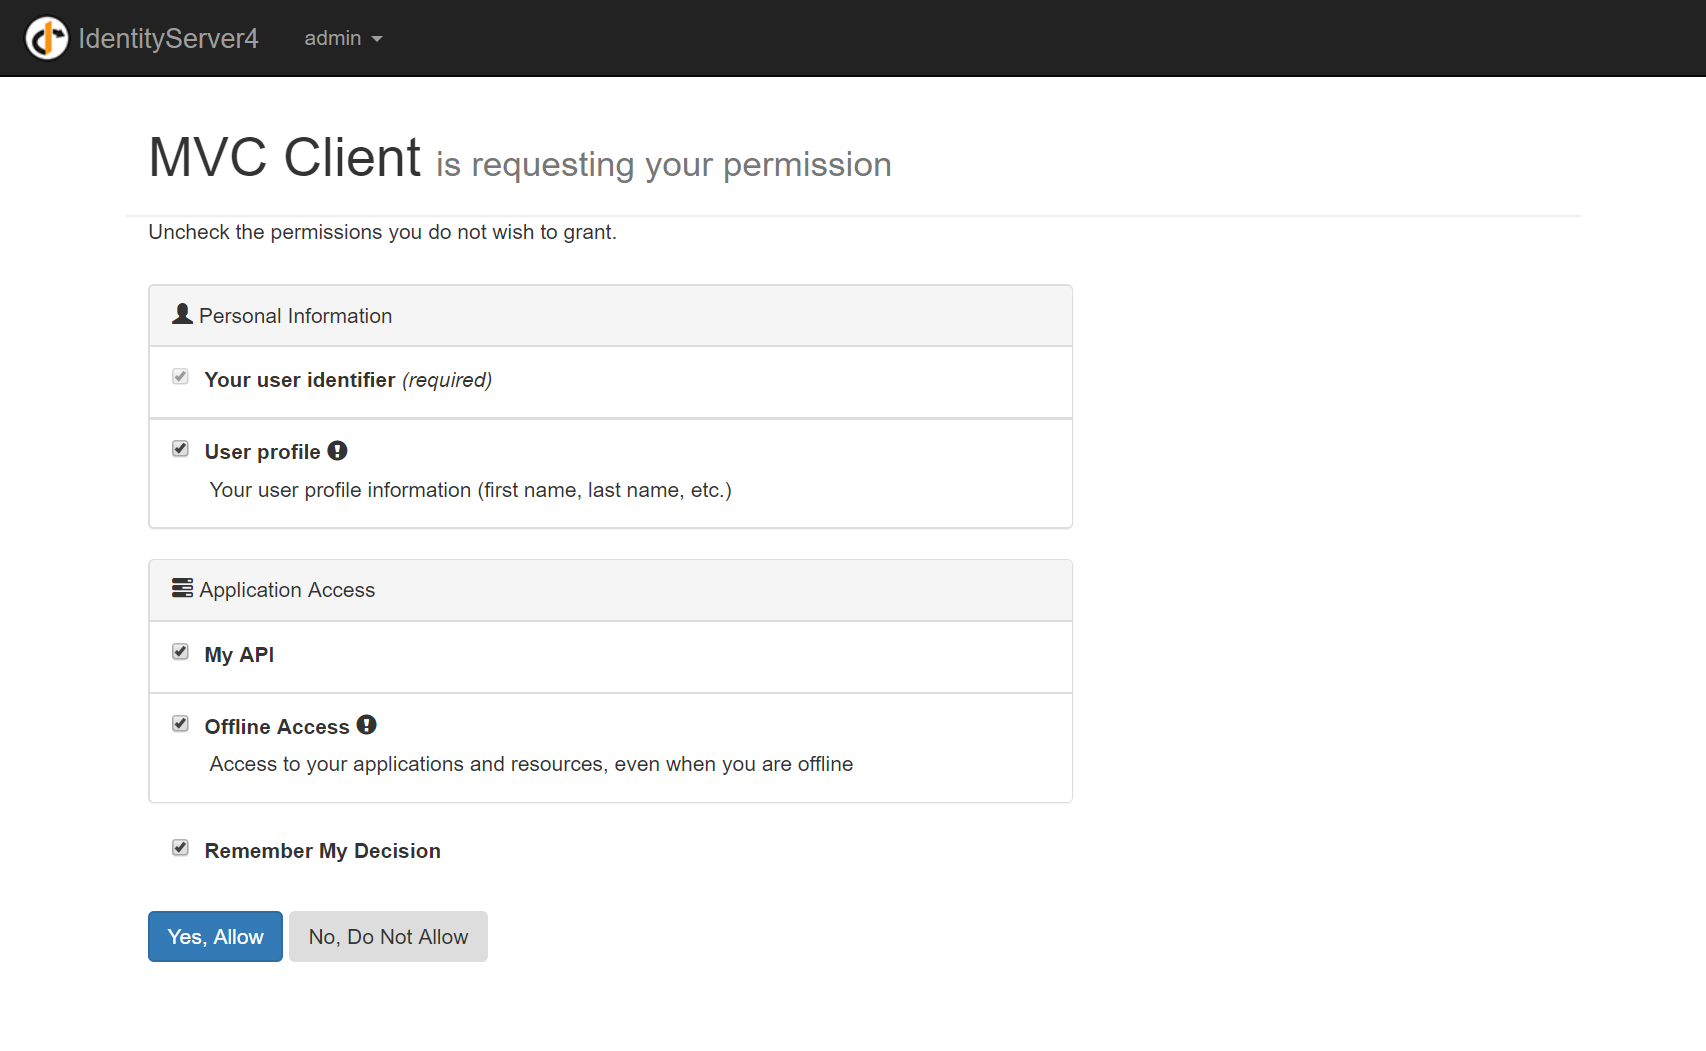 IdentityServer4 admin
MVC Client is requesting your permission
Uncheck the permissions you do not wish to grant.
Personal Information
Your user identifier (required)
User profile
Your user profile information (first name, last name, etc.)
Application Access
My API
Offline Access
Access to your applications and resources, even when you are offline
Remember My Decision
Yes, Allow No, Do Not Allow